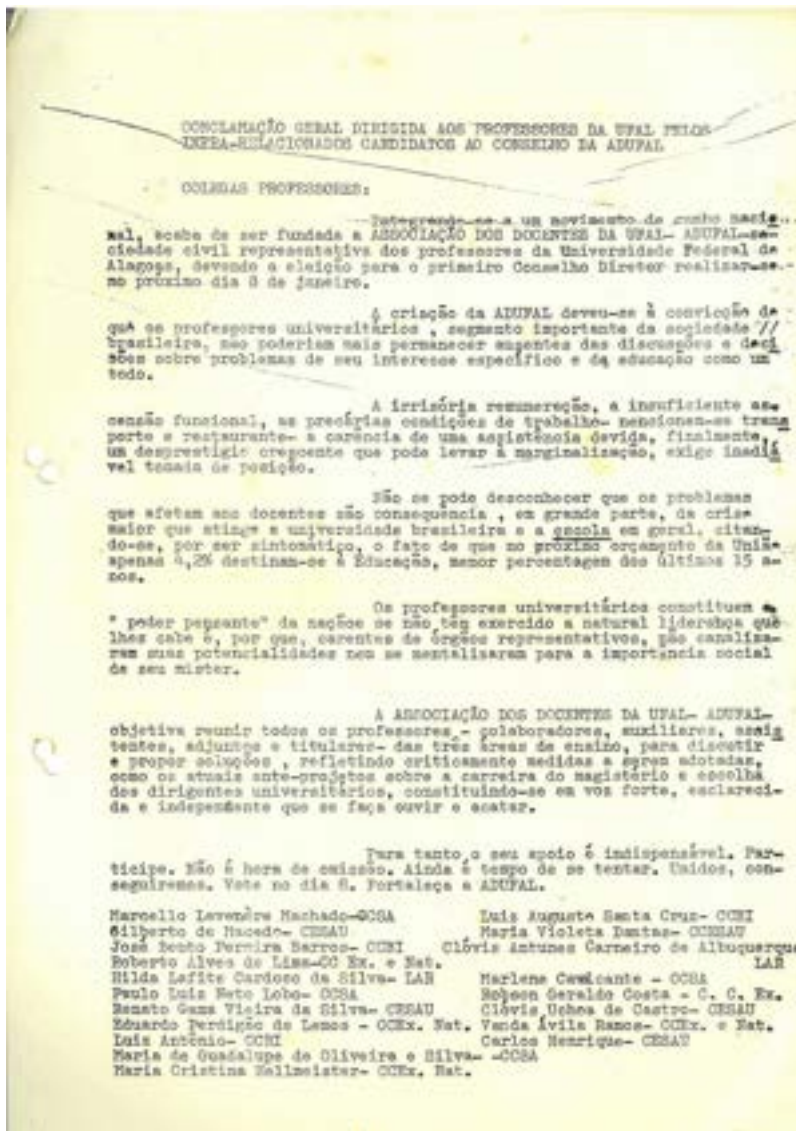 CONCLAMAÇÃO GERAL DIRIGIDA AOS PROFESSORES DA UFAL PELOS
INFRA-RELACIONADOS CANDIDATOS AO CONSELHO DA ADUFAL
COLEGAS PROFESSORES:
Integrando-se a um movimento de cunho nacio
nal, acaba de ser fundada a ASSOCIAÇÃO DOS DOCENTES DA UFAL- ADUFAL-so-
ciedade civil representativa dos professores da Universidade Federal de
Alagoas, devendo a eleição para o primeiro Conselho Diretor realizar-se
no próximo dia 8 de janeiro.
A criação da ADUFAL deveu-se à convicção de
que os professores universitários , segmento importante da sociedade //
brasileira, não poderiam mais permanecer ausentes das discussões e deci
sões sobre problemas de seu interesse específico e da educação como um
todo.
A irrisória remuneração, a insuficiente as-
censão funcional, as precárias condições de trabalho- mencionem-se trans
porte e restaurante- a carência de uma assistência devida, finalmente,
um desprestígio crescente que pode levar à marginalização, exige inadiá
vel tomada de posição.
Não se pode desconhecer que os problemas
que afetam aos docentes são consequência , em grande parte, da crise
maior que atinge a universidade brasileira e a escola em geral, citan-
do-se, por ser sintomático, o fato de que no próximo orçamento da União
apenas 4,2% destinam-se à Educação, menor percentagem dos últimos 15 a-
nos.
Os professores universitários constituem o
" poder pensante" da nação e se não têm exercido a natural liderança que
lhes cabe é, por que, carentes de órgãos representativos, não canaliza-
ram suas potencialidades nem se mentalizaram para a importância social
de seu mister.
A ASSOCIAÇÃO DOS DOCENTES DA UFAL- ADUFAL-
objetiva reunir todos os professores - colaboradores, auxiliares, assis
tentes, adjuntos e titulares- das três áreas de ensino, para discutir
e propor soluções , refletindo criticamente medidas a serem adotadas,
como os atuais ante-projetos sobre a carreira do magistério e escolha
dos dirigentes universitários, constituindo-se em voz forte, esclareci-
da e independente que se faça ouvir e acatar.
Para tanto o seu apoio é indispensável. Par-
ticipe. Não é hora de omissão. Ainda é tempo de se tentar. Unidos, con-
seguiremos. Vote no dia 8. Fortaleça a ADUFAL.
Marcello Lavenère Machado-CCSA Luis Augusto Santa Cruz- CCBI
Gilberto de Macedo- CESAU Maria Violeta Dantas- CCESAU
José Bento Pereira Barros- CCBI Clóvis Antunes Carneiro de Albuquerque
Roberto Alves de Lima-CC Ex. e Nat. LAB
Hilda Lafite Cardoso da Silva- LAB Marlene Cavalcante - CCSA
Paulo Luiz Neto Lobo- CCSA Robson Geraldo Costa - C. C. Ex.
Renato Gama Vieira da Silva- CESAU Clóvis Uchoa de Castro- CESAU
Eduardo Perdigão de Lemos - CCEx. Nat. Vanda Ávila Ramos- CCEx. e Nat.
Luis Antônio- CCBI Carlos Henrique- CESAU
Maria de Guadalupe de Oliveira e Silva- -CCSA
Maria Cristina Hellmeister- CCEx. Nat.